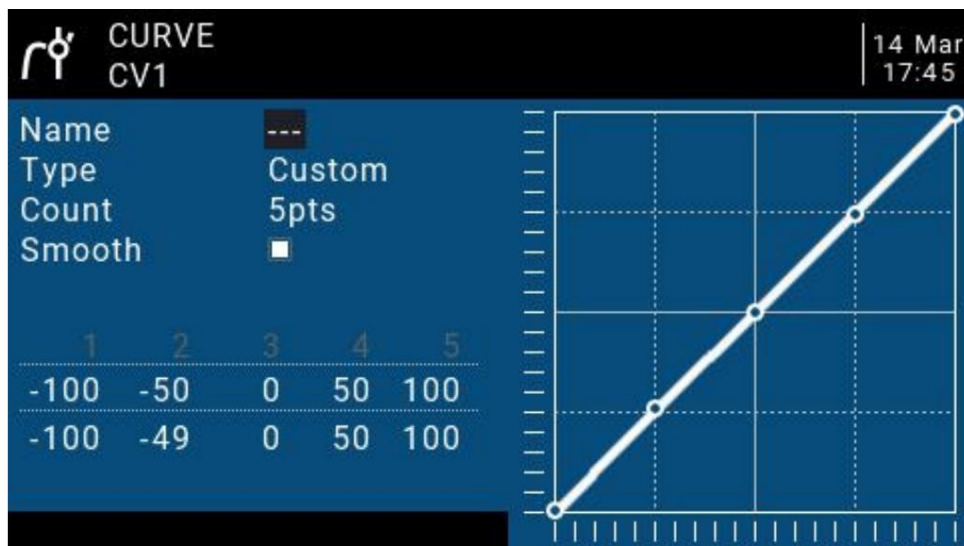 CURVE
CV1
14 Mar
17:45
Name ---
Type Custom
Count 5pts
Smooth
1 2 3 4 5
-100 -50 0 50 100
-100 -49 0 50 100